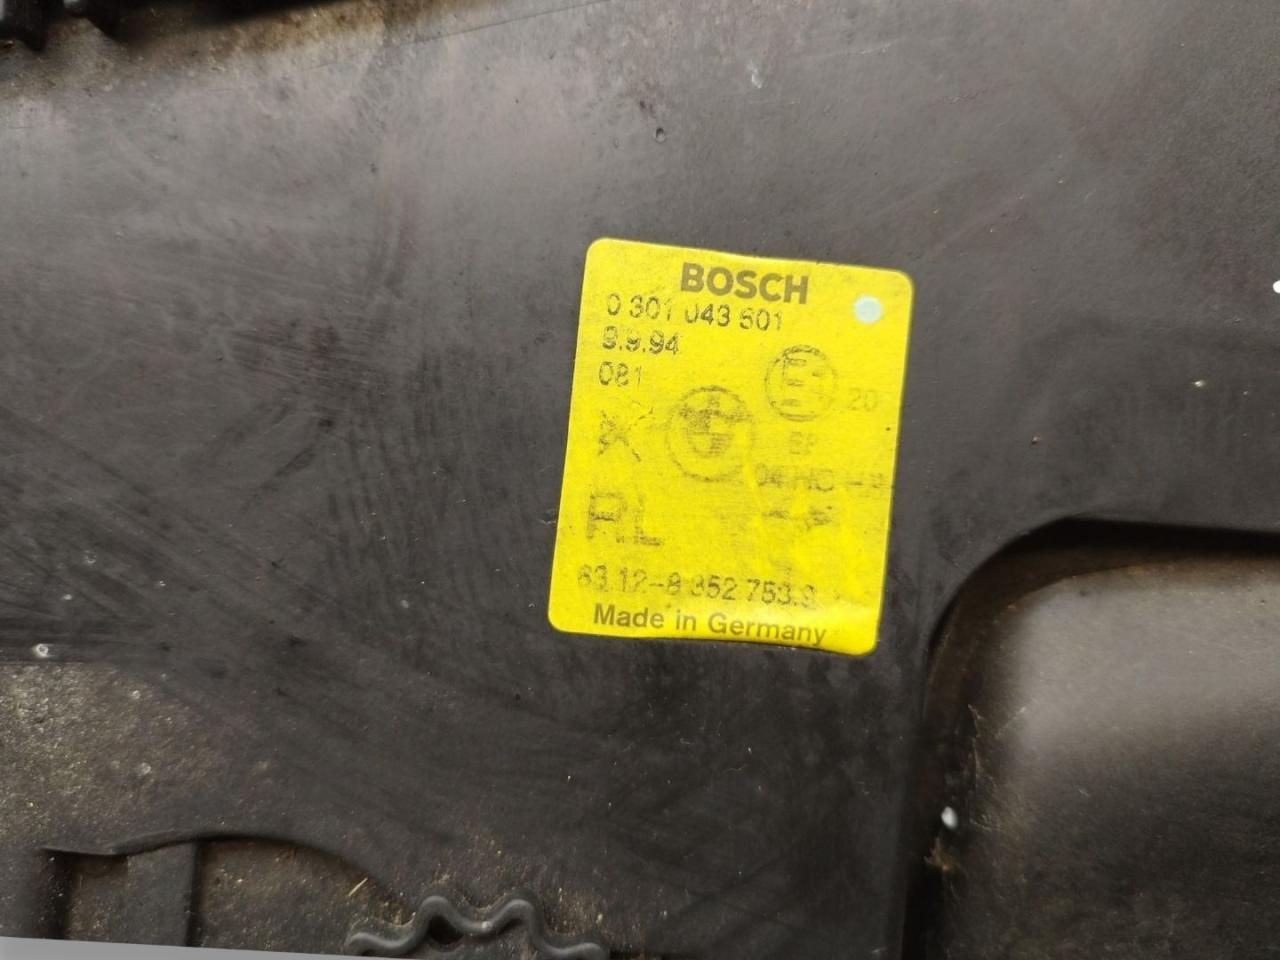 BOSCH
0 301 043 601
9.9.94
081
20
RL
63.12-8 352 753.9
Made in Germany